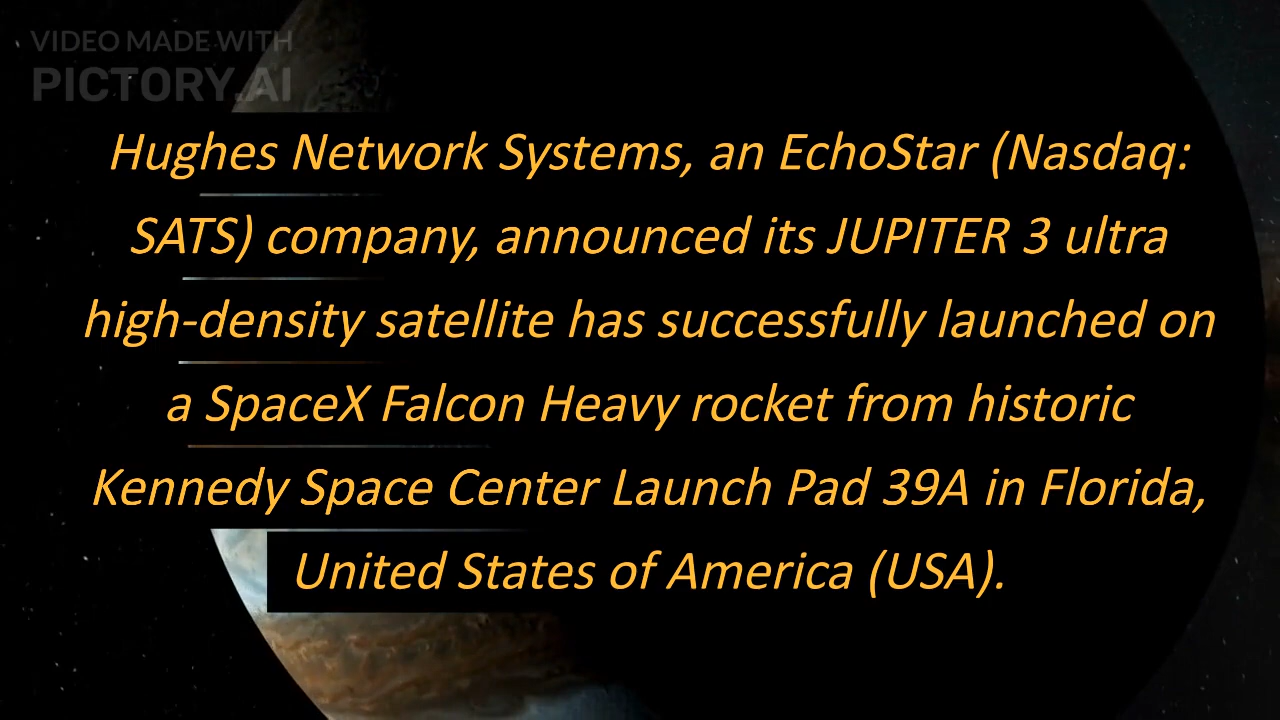 VIDEO MADE WITH
PICTORY.AI
Hughes Network Systems, an EchoStar (Nasdaq:
SATS) company, announced its JUPITER 3 ultra
high-density satellite has successfully launched on
a SpaceX Falcon Heavy rocket from historic
Kennedy Space Center Launch Pad 39A in Florida,
United States of America (USA).